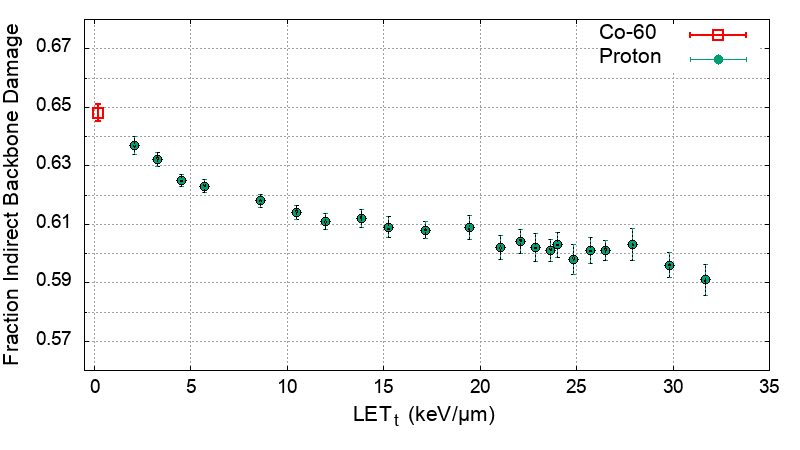 Co-60
Proton
Fraction Indirect Backbone Damage
0.67
0.65
0.63
0.61
0.59
0.57
0 5 10 15 20 25 30 35
LETt (keV/µm)